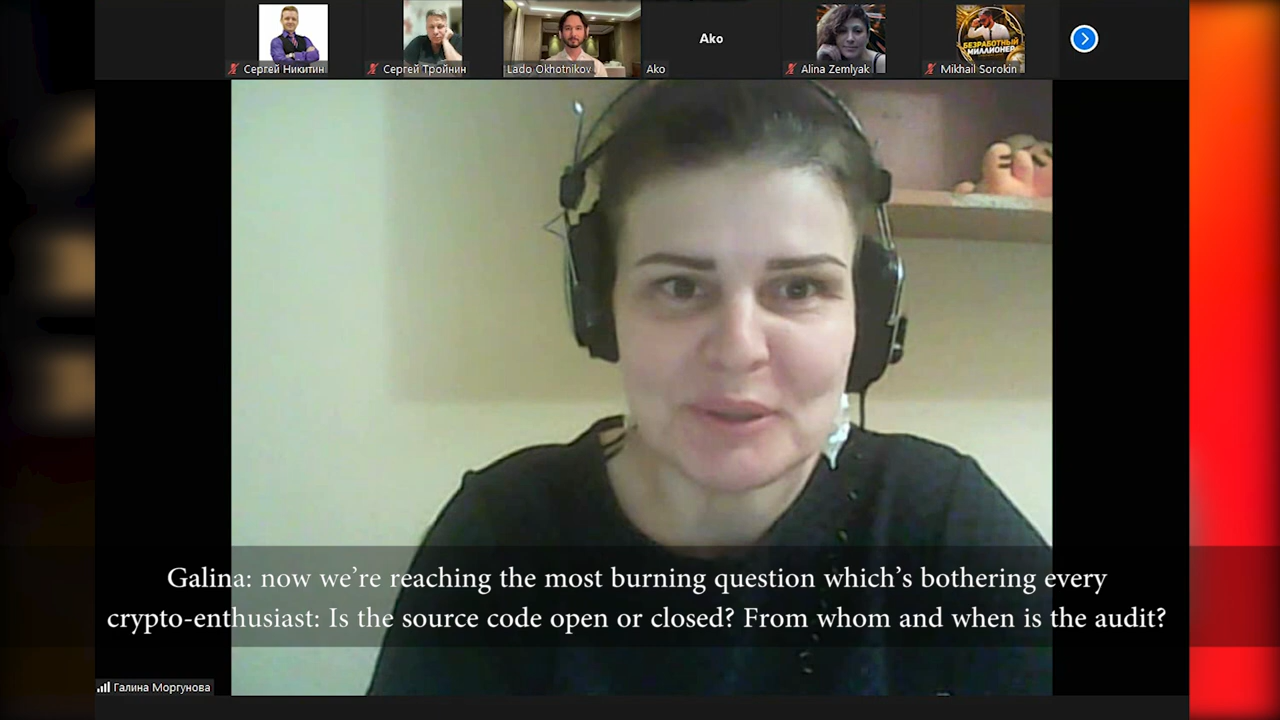 Ako
Сергей Никитин
Сергей Тройнин
Lado Okhotnikov
Ako
Alina Zemlyak
БЕЗРАБОТНЫЙ
МИЛЛИОНЕР
Mikhail Sorokin
Galina: now we're reaching the most burning question which's bothering every
crypto-enthusiast: Is the source code open or closed? From whom and when is the audit?
Галина Моргунова